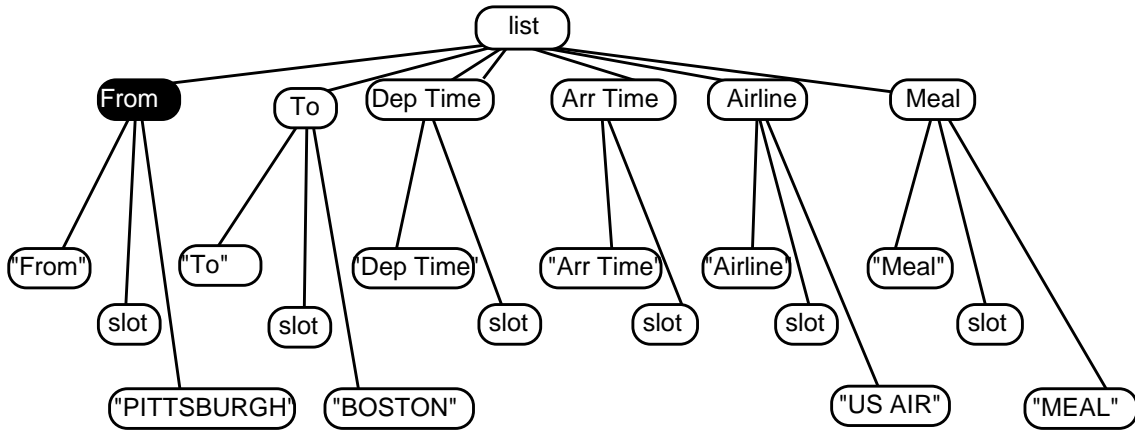 list
From
To
Dep Time
Arr Time
Airline
Meal
"From"
"To"
"Dep Time"
"Arr Time"
"Airline"
"Meal"
slot
slot
slot
slot
slot
slot
"PITTSBURGH"
"BOSTON"
"US AIR"
"MEAL"